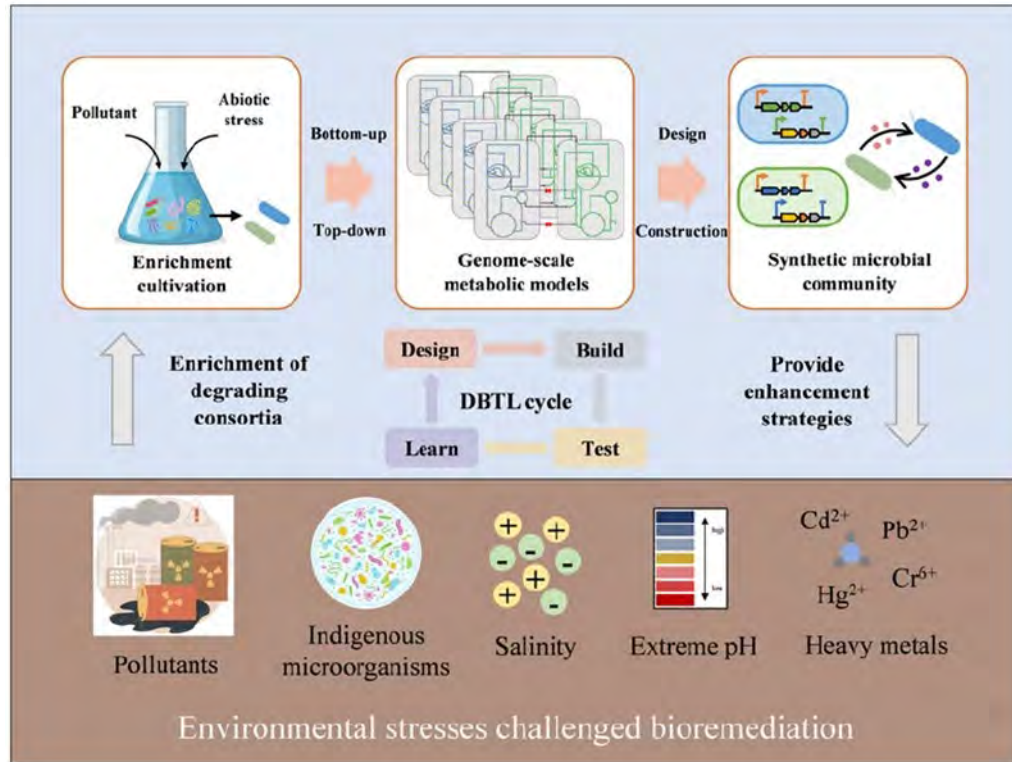 Pollutant
Abiotic
stress
Enrichment
cultivation
Bottom-up
Top-down
Genome-scale
metabolic models
Design
Construction
Synthetic microbial
community
Enrichment of
degrading
consortia
Design
Build
DBTL cycle
Learn
Test
Provide
enhancement
strategies
Pollutants
Indigenous
microorganisms
+ + - - + + - -
Salinity
high
low
Extreme pH
Cd²⁺
Pb²⁺
Hg²⁺
Cr⁶⁺
Heavy metals
Environmental stresses challenged bioremediation